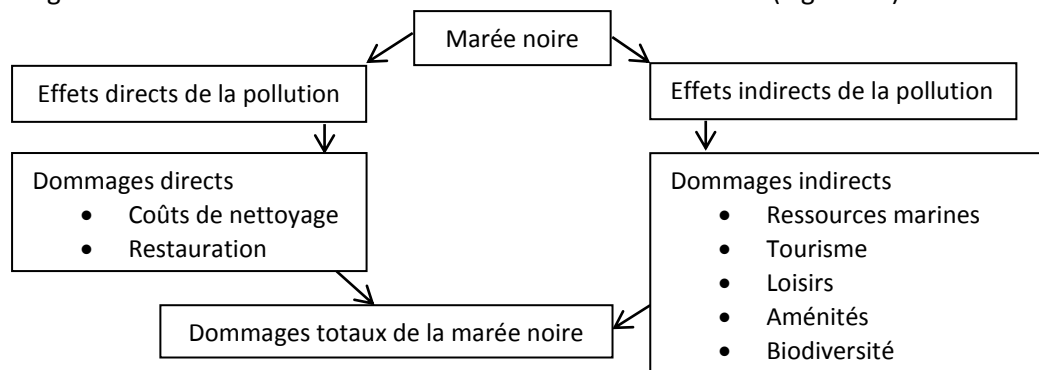 Marée noire
Effets directs de la pollution
Effets indirects de la pollution
Dommages directs
• Coûts de nettoyage
• Restauration
Dommages indirects
• Ressources marines
• Tourisme
• Loisirs
• Aménités
• Biodiversité
Dommages totaux de la marée noire